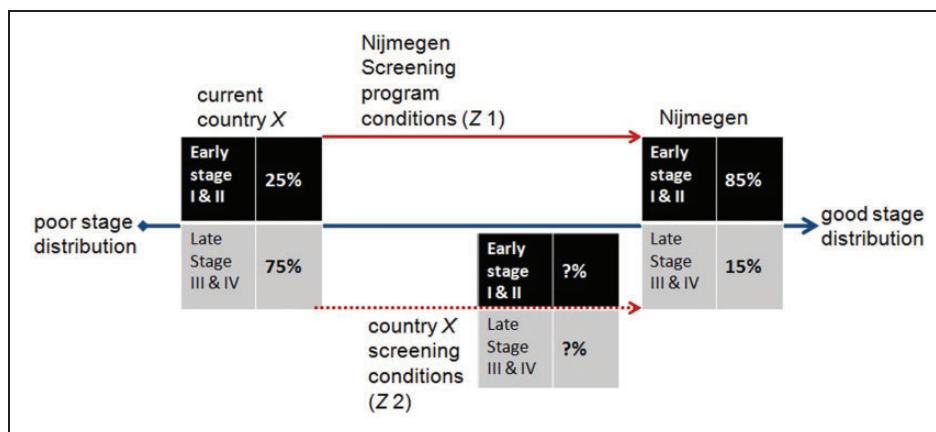 Nijmegen
Screening
program
conditions (Z 1)
current
country X
Nijmegen
Early
stage
I & II
25%
Early
stage
I & II
85%
poor stage
distribution
good stage
distribution
Late
Stage
III & IV
75%
Early
stage
I & II
?%
Late
Stage
III & IV
15%
country X
screening
conditions
(Z 2)
Late
Stage
III & IV
?%